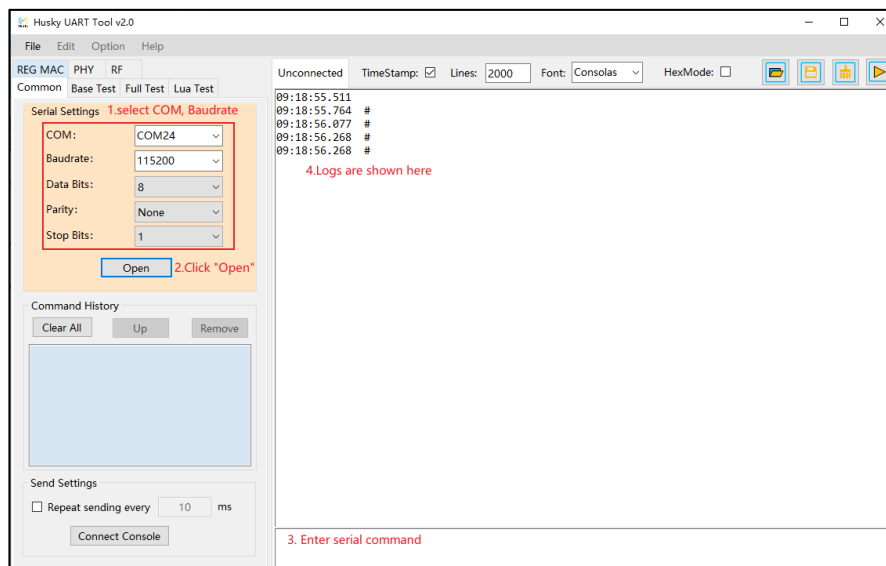 Husky UART Tool v2.0
File Edit Option Help
REG MAC PHY RF
Common Base Test Full Test Lua Test
Serial Settings 1.select COM, Baudrate
COM: COM24
Baudrate: 115200
Data Bits: 8
Parity: None
Stop Bits: 1
Open 2.Click "Open"
Command History
Clear All Up Remove
Send Settings
Repeat sending every 10 ms
Connect Console
Unconnected TimeStamp: Lines: 2000 Font: Consolas HexMode:
09:18:55.511
09:18:55.764 #
09:18:56.077 #
09:18:56.268 #
09:18:56.268 #
4.Logs are shown here
3. Enter serial command